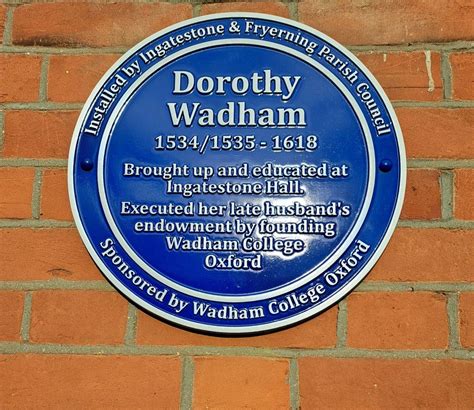 Installed by Ingatestone & Fryerning Parish Council
Dorothy
Wadham
1534/1535 - 1618
Brought up and educated at
Ingatestone Hall.
Executed her late husband's
endowment by founding
Wadham College
Oxford
Sponsored by Wadham College Oxford